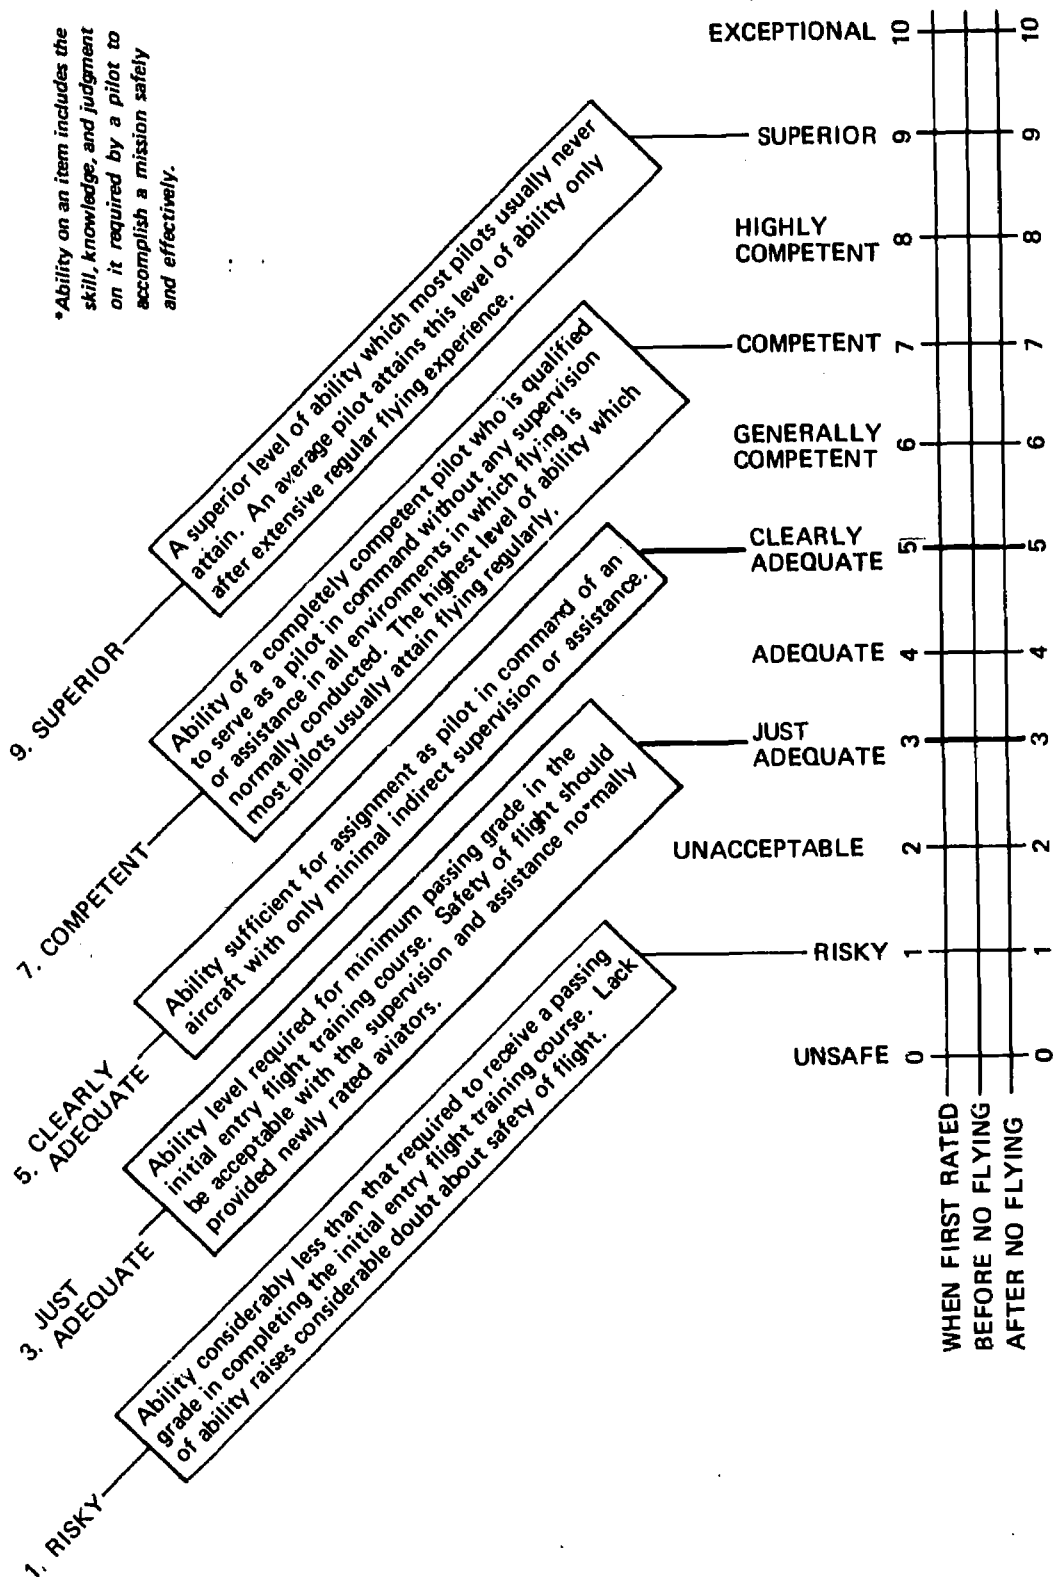 *Ability on an item includes the
skill, knowledge, and judgment
on it required by a pilot to
accomplish a mission safely
and effectively.
9. SUPERIOR
A superior level of ability which most pilots usually never
attain. An average pilot attains this level of ability only
after extensive regular flying experience.
7. COMPETENT
Ability of a completely competent pilot who is qualified
to serve as a pilot in command without any supervision
or assistance in all environments in which flying is
normally conducted. The highest level of ability which
most pilots usually attain flying regularly.
5. CLEARLY
ADEQUATE
Ability sufficient for assignment as pilot in command of an
aircraft with only minimal indirect supervision or assistance.
3. JUST
ADEQUATE
Ability level required for minimum passing grade in the
initial entry flight training course. Safety of flight should
be acceptable with the supervision and assistance normally
provided newly rated aviators.
1. RISKY
Ability considerably less than that required to receive a passing
grade in completing the initial entry flight training course. Lack
of ability raises considerable doubt about safety of flight.
EXCEPTIONAL 10 10
SUPERIOR 9 9
HIGHLY
COMPETENT 8 8
COMPETENT 7 7
GENERALLY
COMPETENT 6 6
CLEARLY
ADEQUATE 5 5
ADEQUATE 4 4
JUST
ADEQUATE 3 3
UNACCEPTABLE 2 2
RISKY 1 1
UNSAFE 0 0
WHEN FIRST RATED
BEFORE NO FLYING
AFTER NO FLYING